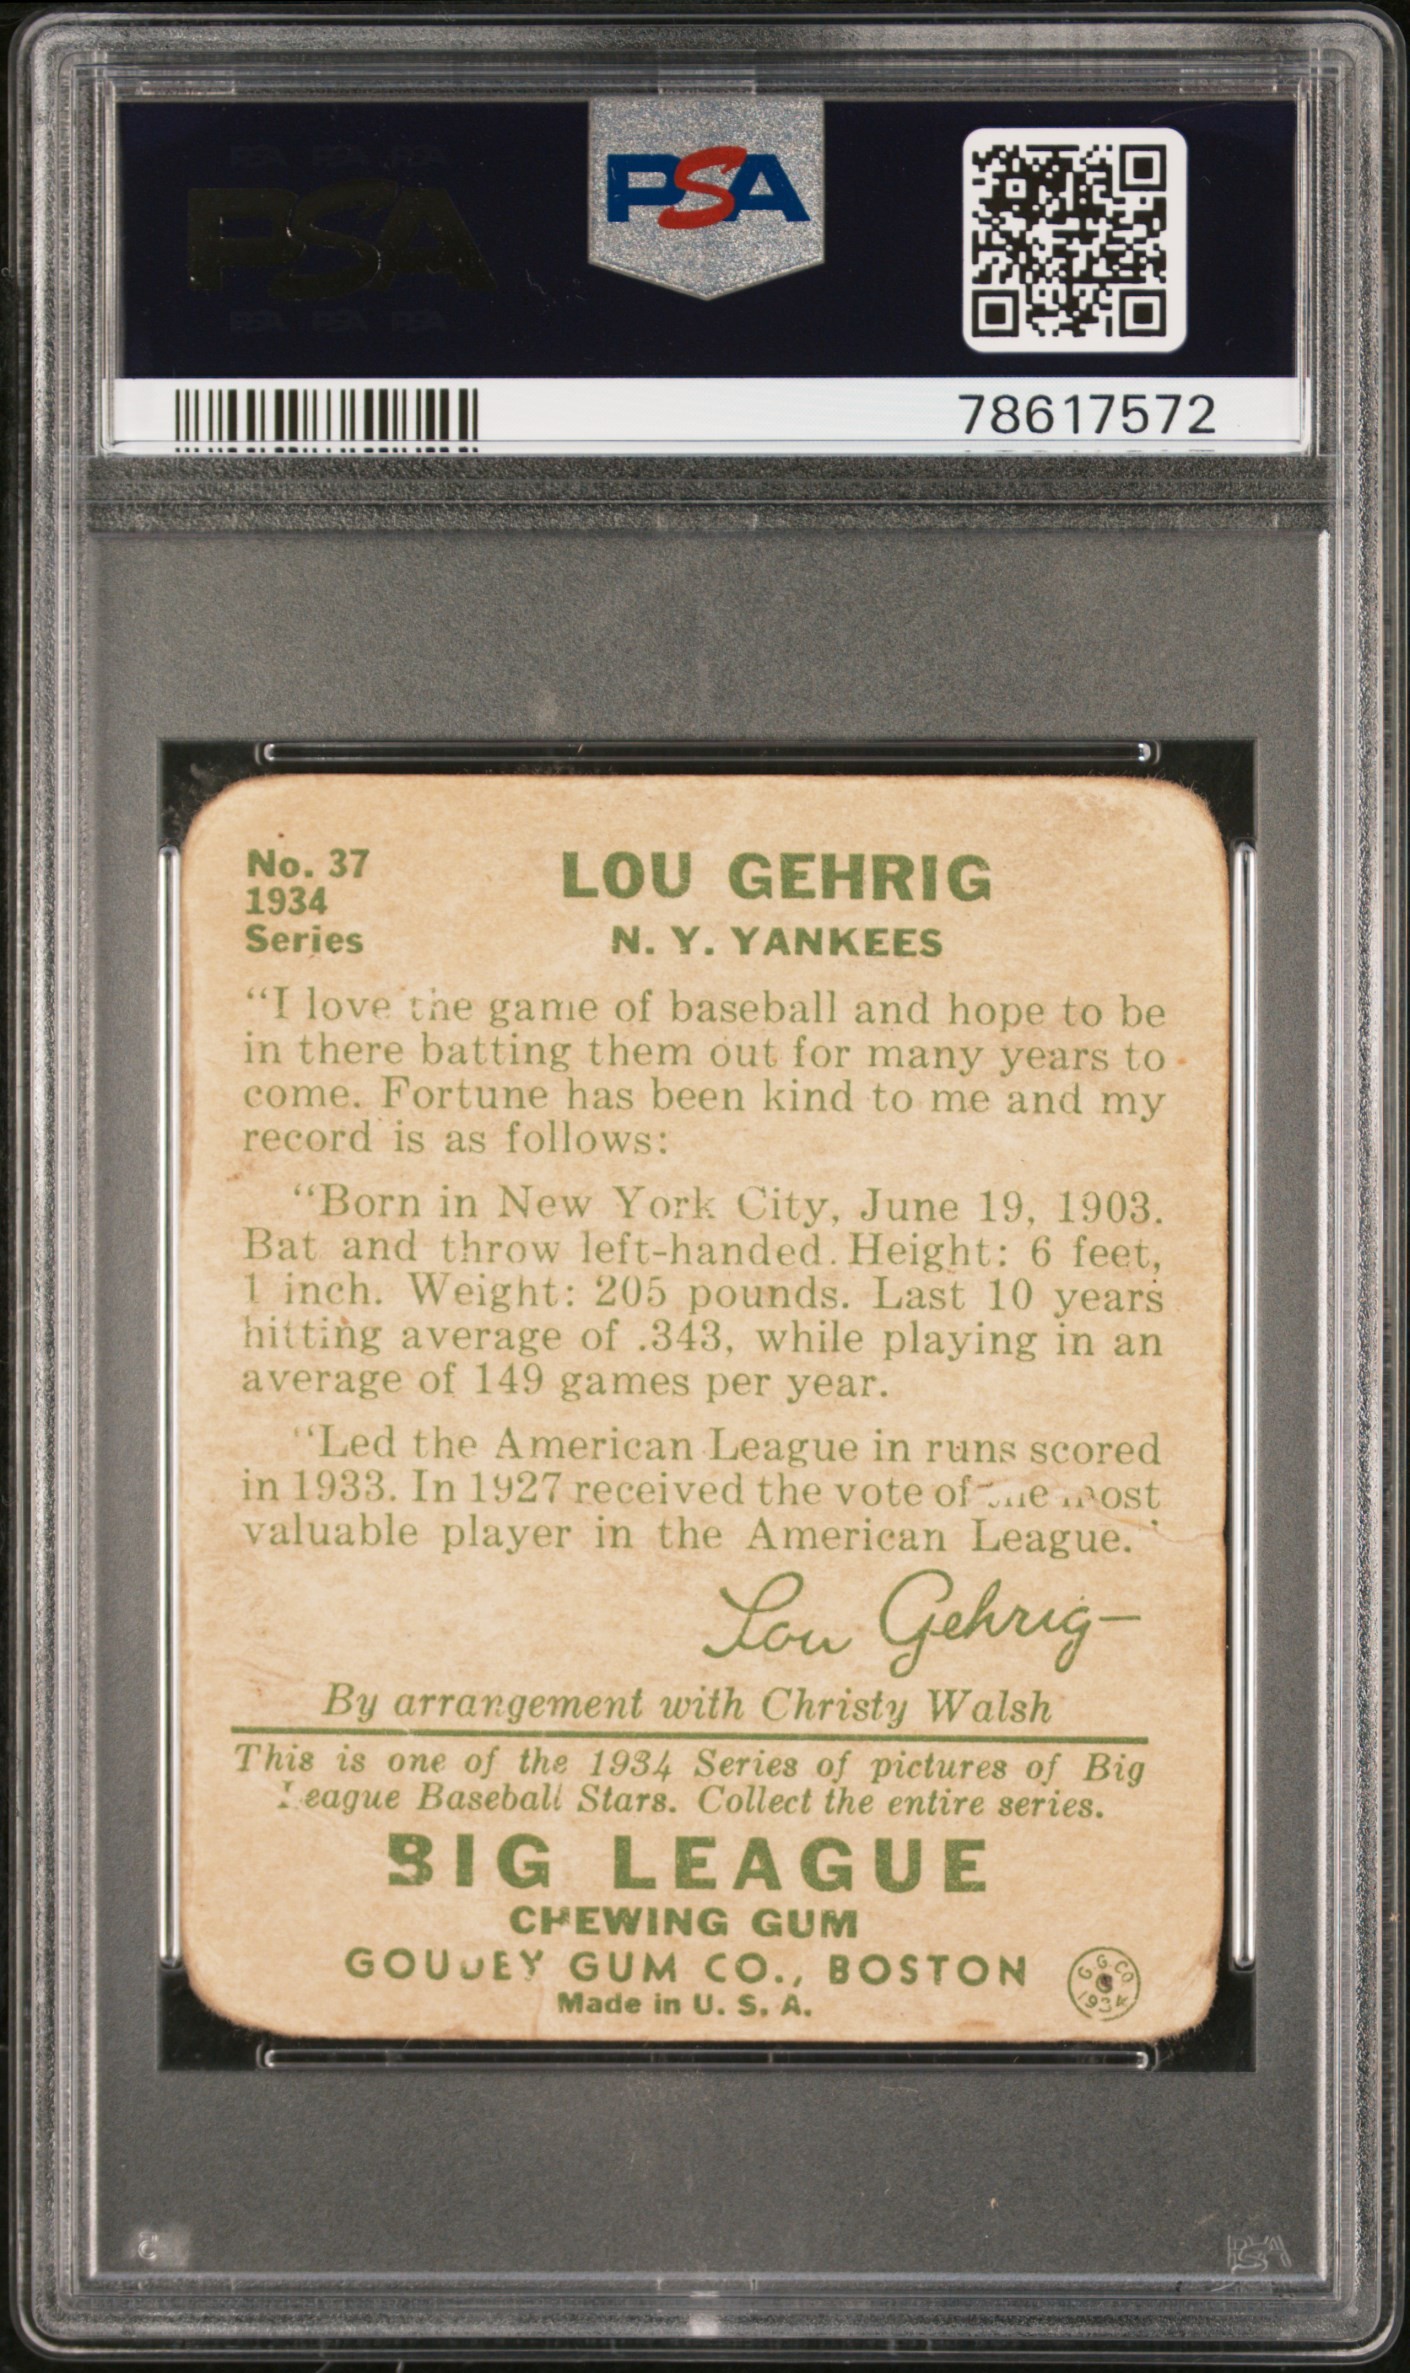 PSA
PSA
78617572
No. 37
1934
Series
LOU GEHRIG
N. Y. YANKEES
“I love the game of baseball and hope to be
in there batting them out for many years to
come. Fortune has been kind to me and my
record is as follows:
“Born in New York City, June 19, 1903.
Bat and throw left-handed. Height: 6 feet,
1 inch. Weight: 205 pounds. Last 10 years
hitting average of .343, while playing in an
average of 149 games per year.
“Led the American League in runs scored
in 1933. In 1927 received the vote of the most
valuable player in the American League.’
Lou Gehrig
By arrangement with Christy Walsh
This is one of the 1934 Series of pictures of Big
League Baseball Stars. Collect the entire series.
BIG LEAGUE
CHEWING GUM
GOUDEY GUM CO., BOSTON
Made in U. S. A.
G. G. CO.
1934
PSA